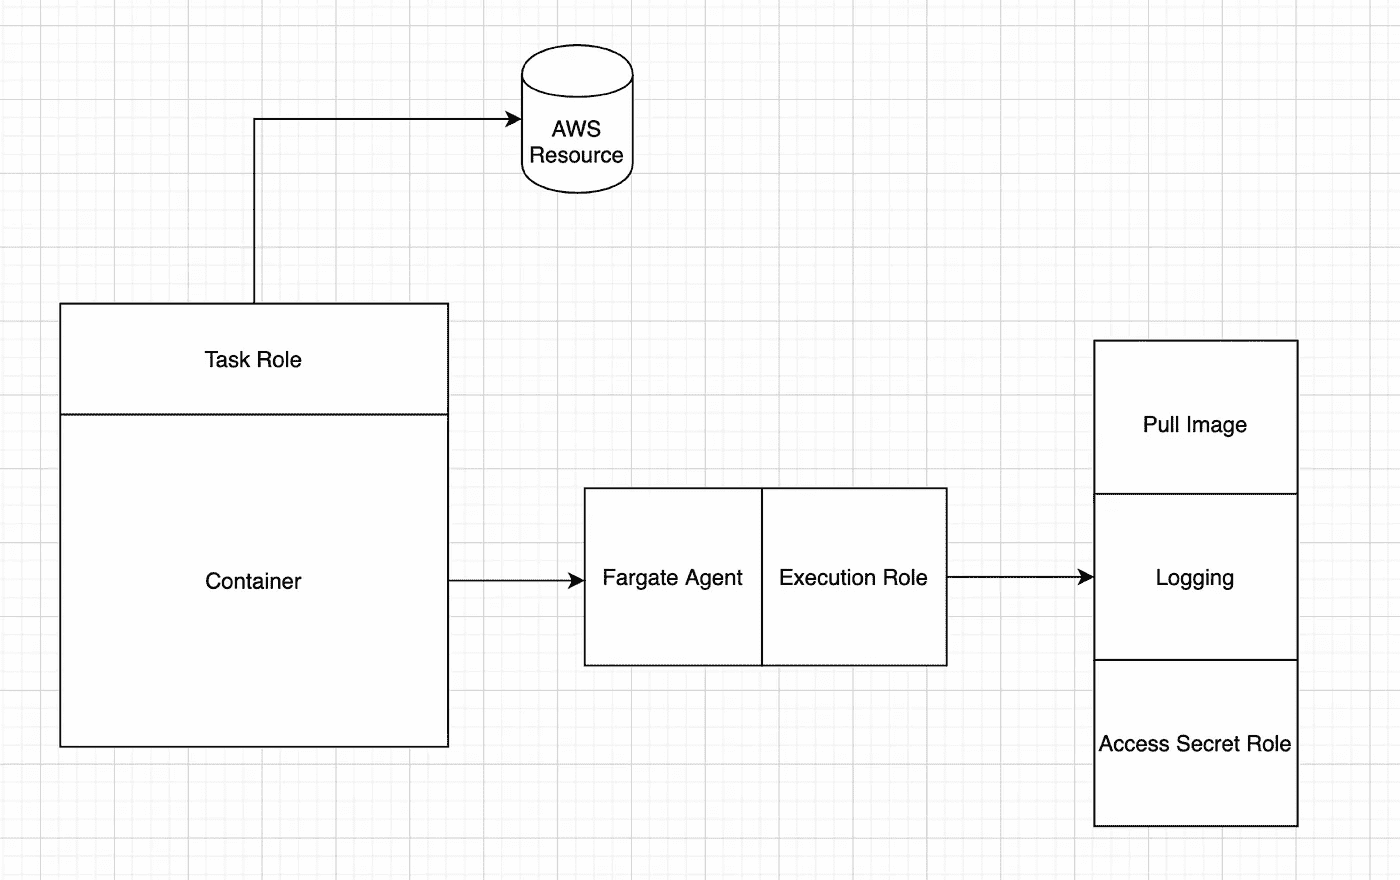 AWS
Resource
Task Role
Container
Fargate Agent
Execution Role
Pull Image
Logging
Access Secret Role